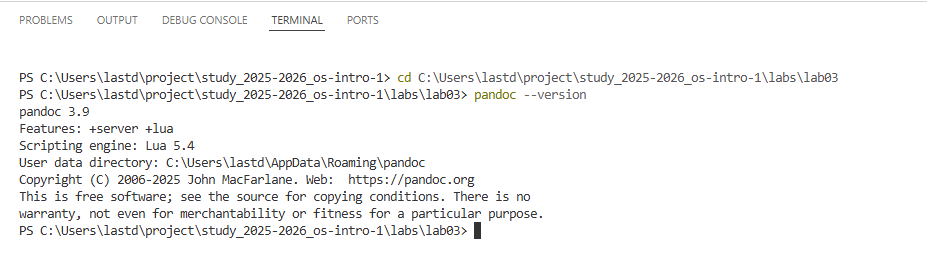 PROBLEMS OUTPUT DEBUG CONSOLE TERMINAL PORTS
PS C:\Users\lastd\project\study_2025-2026_os-intro-1> cd C:\Users\lastd\project\study_2025-2026_os-intro-1\labs\lab03
PS C:\Users\lastd\project\study_2025-2026_os-intro-1\labs\lab03> pandoc --version
pandoc 3.9
Features: +server +lua
Scripting engine: Lua 5.4
User data directory: C:\Users\lastd\AppData\Roaming\pandoc
Copyright (C) 2006-2025 John MacFarlane. Web:  https://pandoc.org
This is free software; see the source for copying conditions. There is no
warranty, not even for merchantability or fitness for a particular purpose.
PS C:\Users\lastd\project\study_2025-2026_os-intro-1\labs\lab03>